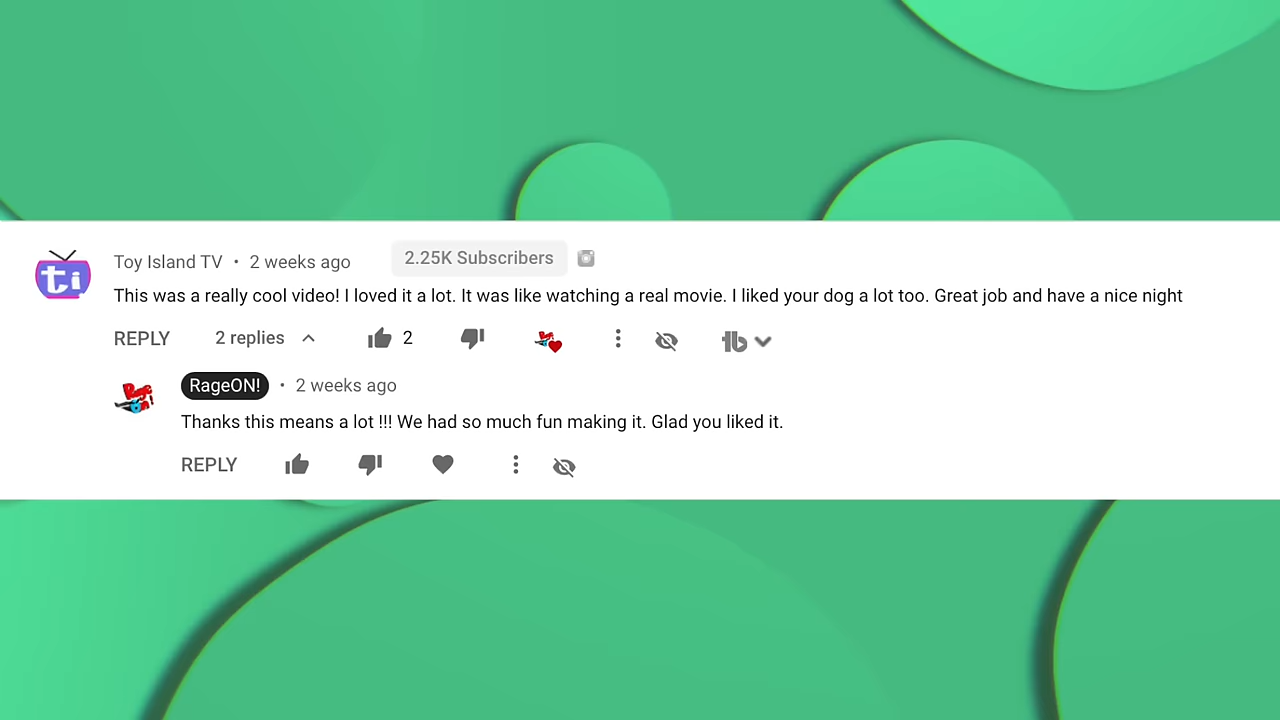 Toy Island TV • 2 weeks ago 2.25K Subscribers
ti
This was a really cool video! I loved it a lot. It was like watching a real movie. I liked your dog a lot too. Great job and have a nice night
REPLY 2 replies 2 tb
RageON! • 2 weeks ago
Thanks this means a lot !!! We had so much fun making it. Glad you liked it.
REPLY